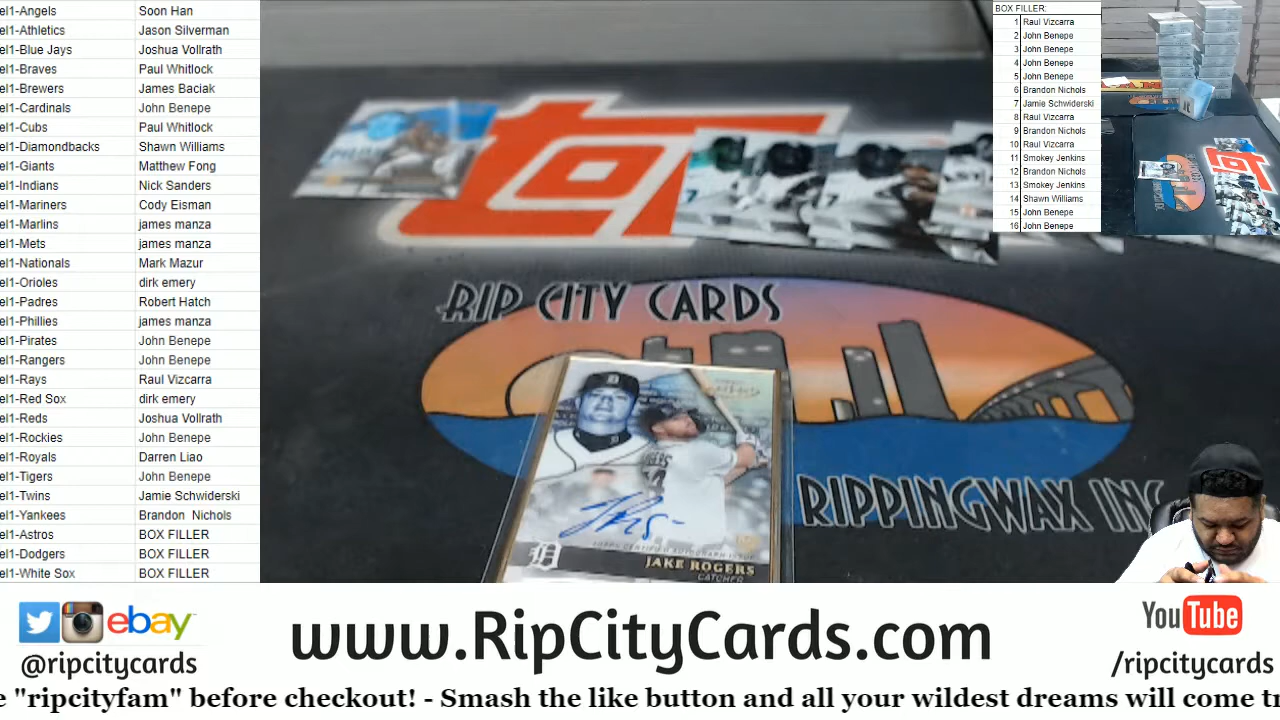 el1-Angels Soon Han
el1-Athletics Jason Silverman
el1-Blue Jays Joshua Vollrath
el1-Braves Paul Whitlock
el1-Brewers James Baciak
el1-Cardinals John Benepe
el1-Cubs Paul Whitlock
el1-Diamondbacks Shawn Williams
el1-Giants Matthew Fong
el1-Indians Nick Sanders
el1-Mariners Cody Eisman
el1-Marlins james manza
el1-Mets james manza
el1-Nationals Mark Mazur
el1-Orioles dirk emery
el1-Padres Robert Hatch
el1-Phillies james manza
el1-Pirates John Benepe
el1-Rangers John Benepe
el1-Rays Raul Vizcarra
el1-Red Sox dirk emery
el1-Reds Joshua Vollrath
el1-Rockies John Benepe
el1-Royals Darren Liao
el1-Tigers John Benepe
el1-Twins Jamie Schwiderski
el1-Yankees Brandon Nichols
el1-Astros BOX FILLER
el1-Dodgers BOX FILLER
el1-White Sox BOX FILLER
BOX FILLER:
1 Raul Vizcarra
2 John Benepe
3 John Benepe
4 John Benepe
5 John Benepe
6 Brandon Nichols
7 Jamie Schwiderski
8 Raul Vizcarra
9 Brandon Nichols
10 Raul Vizcarra
11 Smokey Jenkins
12 Brandon Nichols
13 Smokey Jenkins
14 Shawn Williams
15 John Benepe
16 John Benepe
RIP CITY CARDS
RIPPINGWAX INC
TOPPS CERTIFIED AUTOGRAPH ISSUE
JAKE ROGERS
CATCHER
ebay
@ripcitycards
www.RipCityCards.com
YouTube
/ripcitycards
e "ripcityfam" before checkout! - Smash the like button and all your wildest dreams will come tr